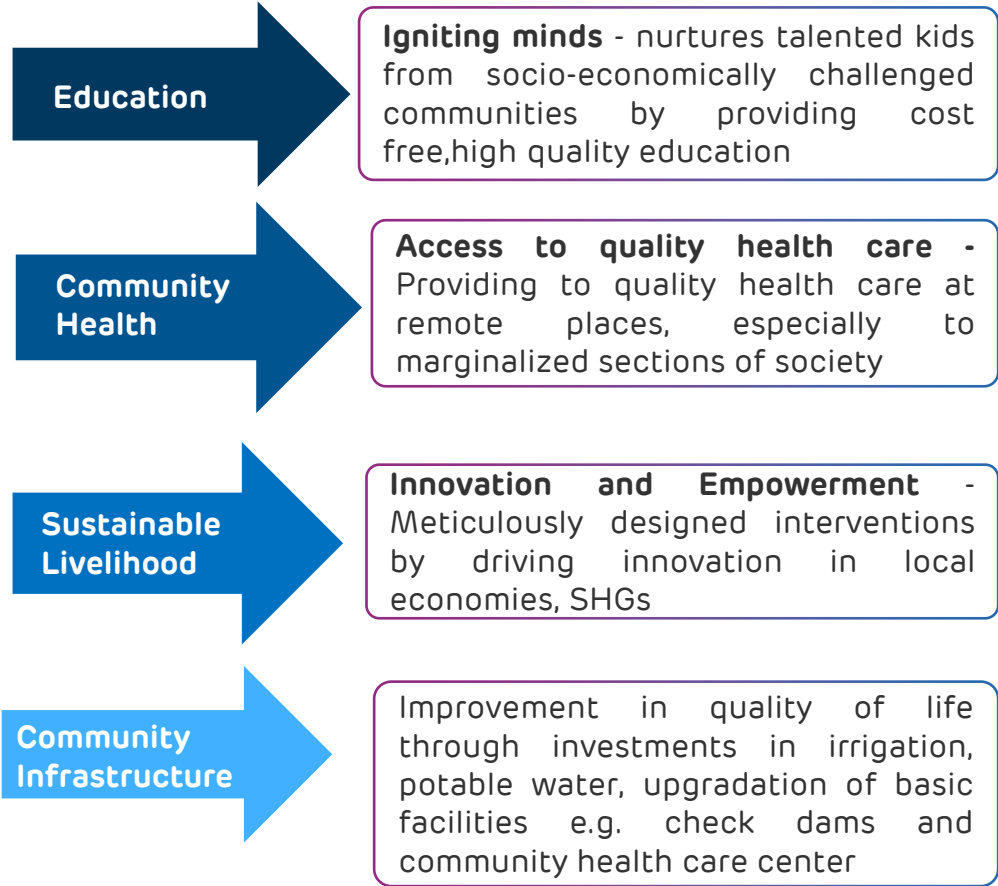 Education
Igniting minds - nurtures talented kids
from socio-economically challenged
communities by providing cost
free,high quality education
Community
Health
Access to quality health care -
Providing to quality health care at
remote places, especially to
marginalized sections of society
Sustainable
Livelihood
Innovation and Empowerment -
Meticulously designed interventions
by driving innovation in local
economies, SHGs
Community
Infrastructure
Improvement in quality of life
through investments in irrigation,
potable water, upgradation of basic
facilities e.g. check dams and
community health care center